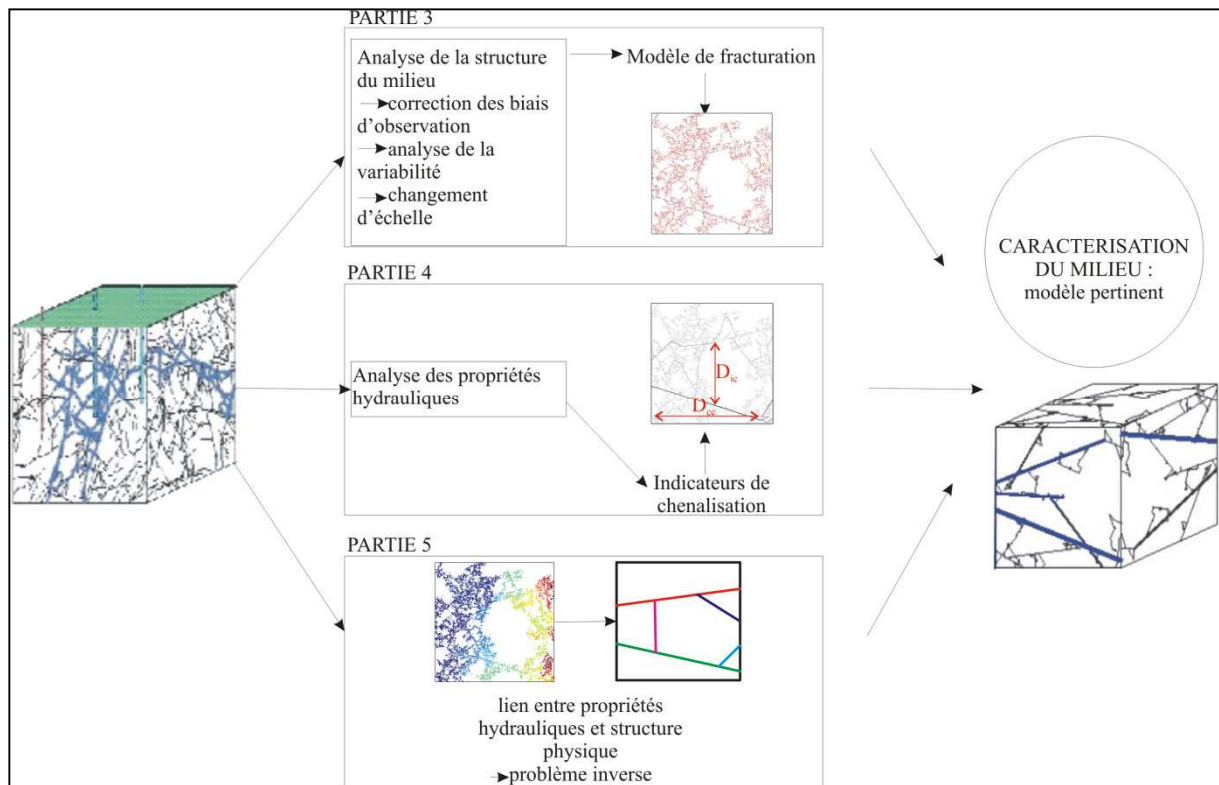 PARTIE 3
Analyse de la structure
du milieu
correction des biais
d'observation
analyse de la
variabilité
changement
d'échelle
Modèle de fracturation
PARTIE 4
Analyse des propriétés
hydrauliques
D_ic
D_cc
Indicateurs de
chenalisation
PARTIE 5
lien entre propriétés
hydrauliques et structure
physique
problème inverse
CARACTERISATION
DU MILIEU :
modèle pertinent